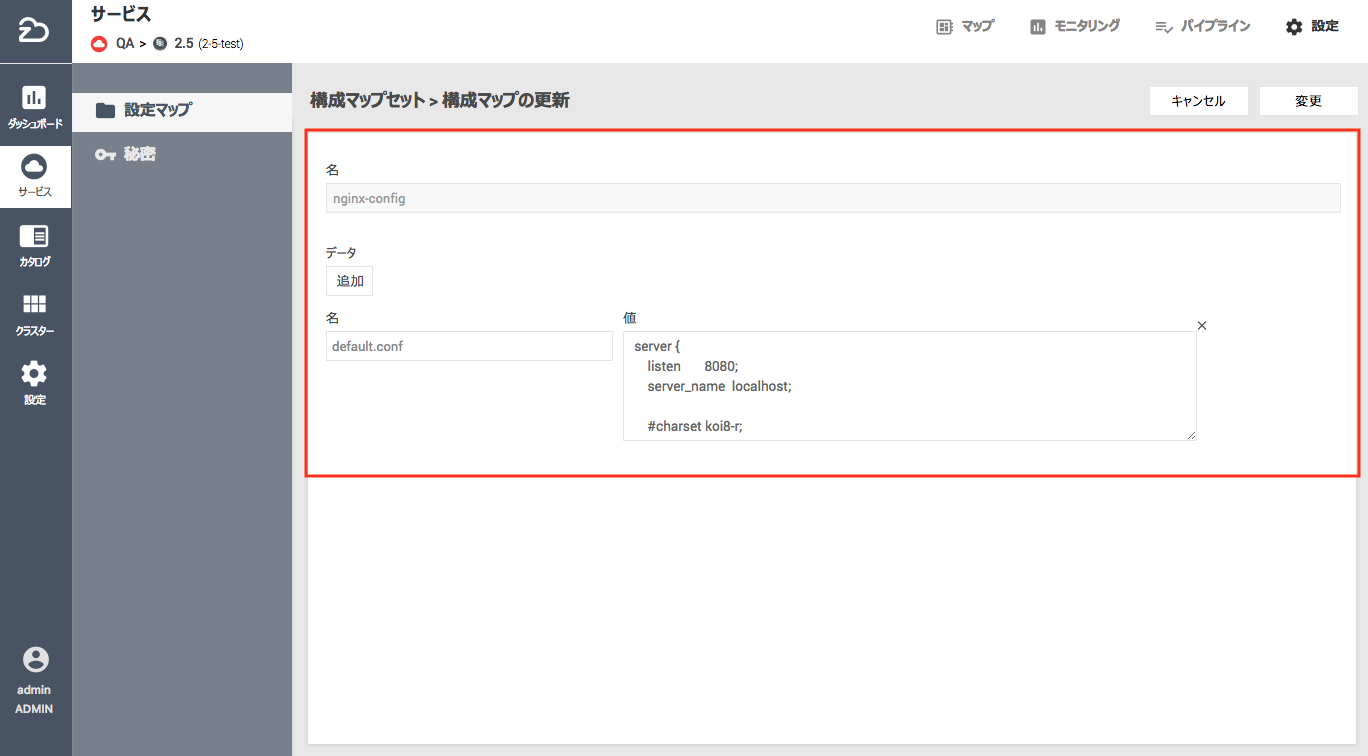 サービス
QA > 2.5 (2-5-test)
マップ
モニタリング
パイプライン
設定
ダッシュボード
サービス
カタログ
クラスター
設定
admin
ADMIN
設定マップ
秘密
構成マップセット > 構成マップの更新
キャンセル
変更
名
nginx-config
データ
追加
名
値
default.conf
server {
listen 8080;
server_name localhost;
#charset koi8-r;